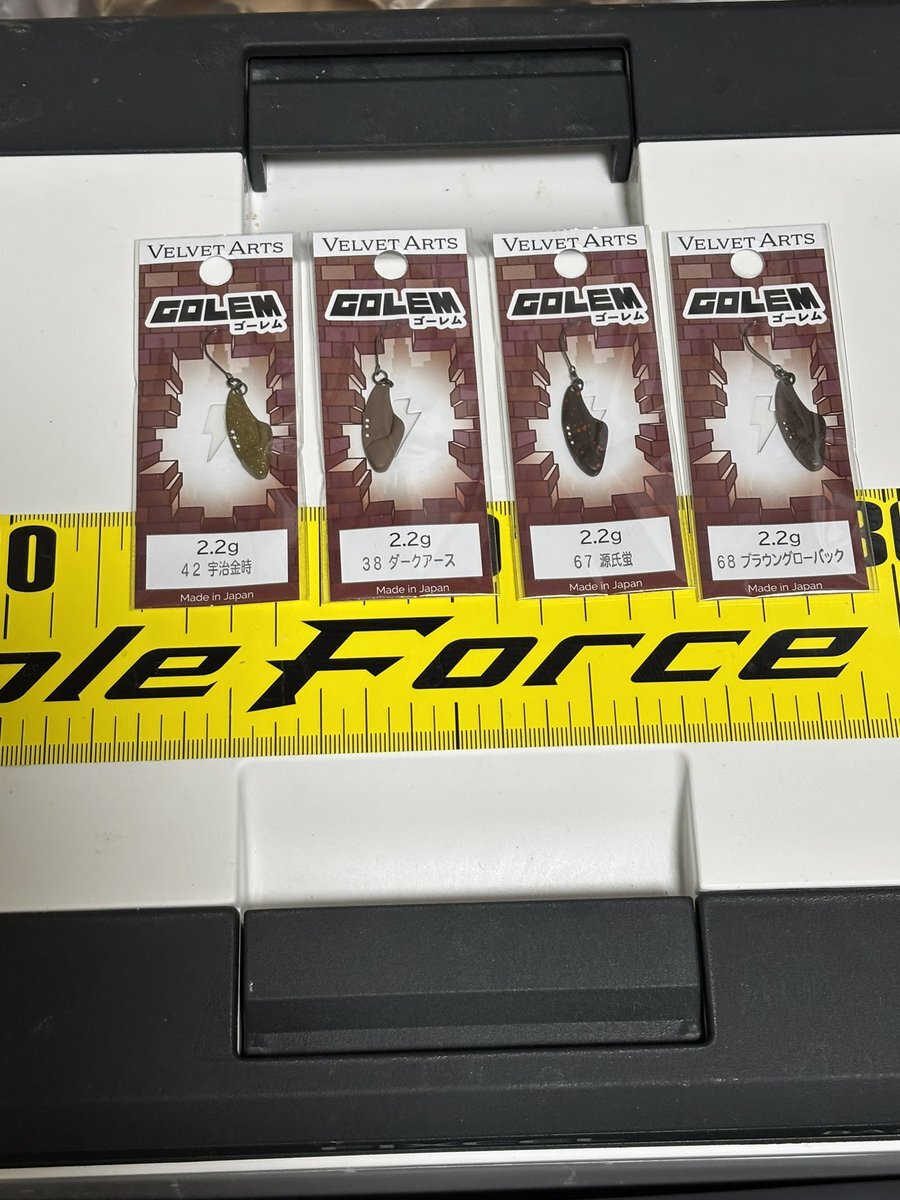 VELVET ARTS
GOLEM
ゴーレム
2.2g
42 宇治金時
Made in Japan
VELVET ARTS
GOLEM
ゴーレム
2.2g
38 ダークアース
Made in Japan
VELVET ARTS
GOLEM
ゴーレム
2.2g
67 源氏蛍
Made in Japan
VELVET ARTS
GOLEM
ゴーレム
2.2g
68 ブラウングローバック
Made in Japan
0
ole Force